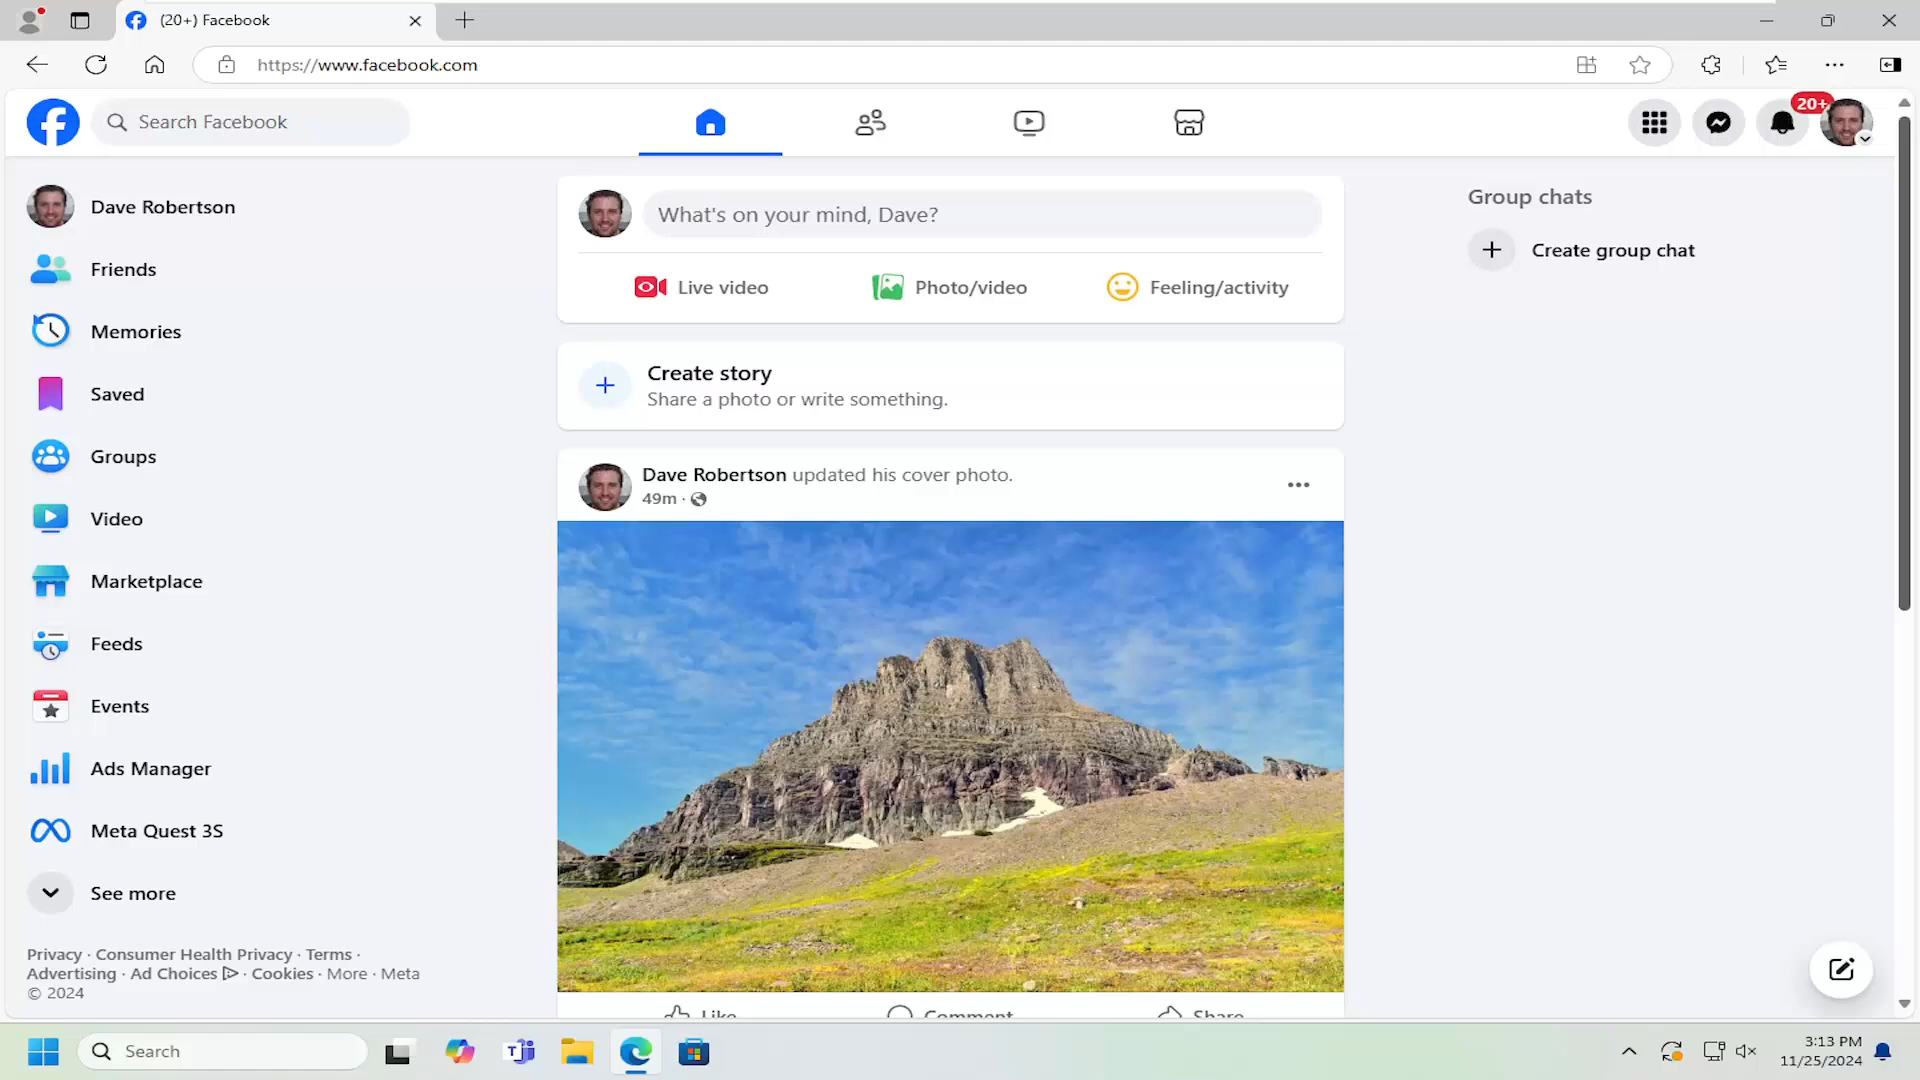 (20+) Facebook
https://www.facebook.com
Search Facebook
20+
Dave Robertson
Friends
Memories
Saved
Groups
Video
Marketplace
Feeds
Events
Ads Manager
Meta Quest 3S
See more
Privacy · Consumer Health Privacy · Terms ·
Advertising · Ad Choices · Cookies · More · Meta
© 2024
What's on your mind, Dave?
Live video
Photo/video
Feeling/activity
Create story
Share a photo or write something.
Dave Robertson updated his cover photo.
49m ·
Like
Comment
Share
Group chats
Create group chat
Search
3:13 PM
11/25/2024